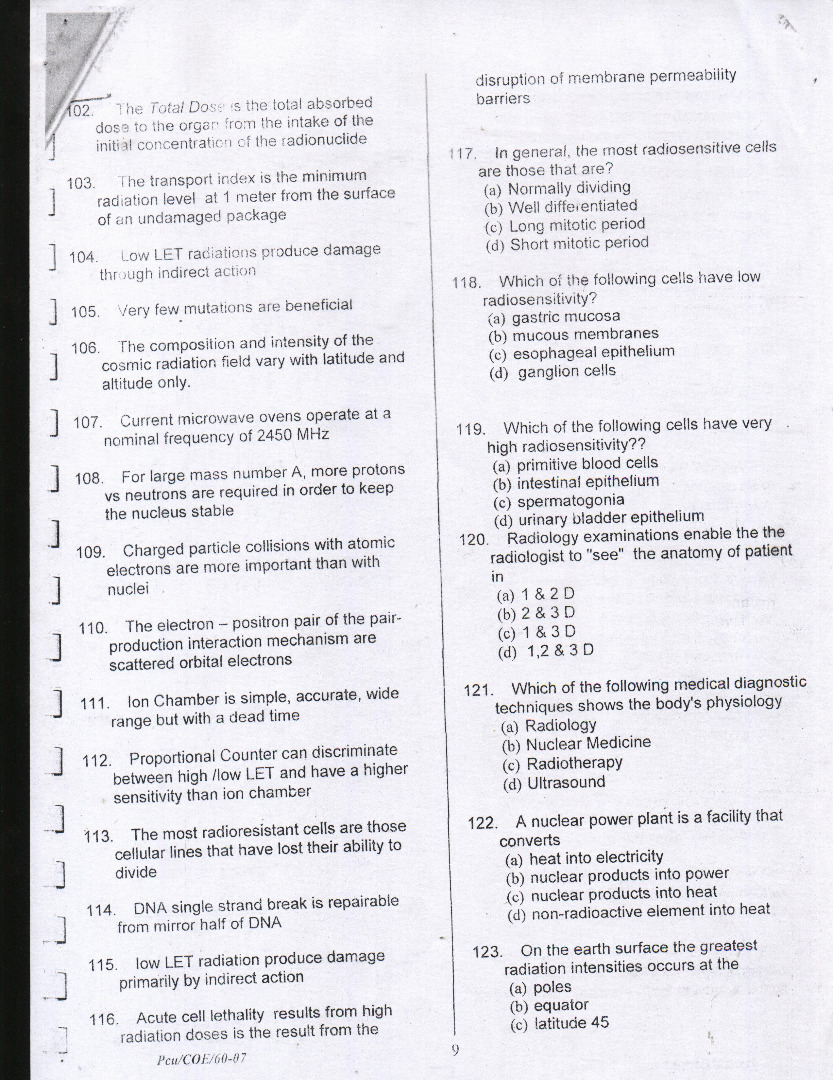 102. The Total Dose is the total absorbed
dose to the organ from the intake of the
initial concentration of the radionuclide
103. The transport index is the minimum
radiation level at 1 meter from the surface
of an undamaged package
104. Low LET radiations produce damage
through indirect action
105. Very few mutations are beneficial
106. The composition and intensity of the
cosmic radiation field vary with latitude and
altitude only.
107. Current microwave ovens operate at a
nominal frequency of 2450 MHz
108. For large mass number A, more protons
vs neutrons are required in order to keep
the nucleus stable
109. Charged particle collisions with atomic
electrons are more important than with
nuclei
110. The electron – positron pair of the pair-
production interaction mechanism are
scattered orbital electrons
111. Ion Chamber is simple, accurate, wide
range but with a dead time
112. Proportional Counter can discriminate
between high /low LET and have a higher
sensitivity than ion chamber
113. The most radioresistant cells are those
cellular lines that have lost their ability to
divide
114. DNA single strand break is repairable
from mirror half of DNA
115. low LET radiation produce damage
primarily by indirect action
116. Acute cell lethality results from high
radiation doses is the result from the
disruption of membrane permeability
barriers
117. In general, the most radiosensitive cells
are those that are?
(a) Normally dividing
(b) Well differentiated
(c) Long mitotic period
(d) Short mitotic period
118. Which of the following cells have low
radiosensitivity?
(a) gastric mucosa
(b) mucous membranes
(c) esophageal epithelium
(d) ganglion cells
119. Which of the following cells have very
high radiosensitivity??
(a) primitive blood cells
(b) intestinal epithelium
(c) spermatogonia
(d) urinary bladder epithelium
120. Radiology examinations enable the the
radiologist to "see" the anatomy of patient
in
(a) 1 & 2 D
(b) 2 & 3 D
(c) 1 & 3 D
(d) 1,2 & 3 D
121. Which of the following medical diagnostic
techniques shows the body's physiology
(a) Radiology
(b) Nuclear Medicine
(c) Radiotherapy
(d) Ultrasound
122. A nuclear power plant is a facility that
converts
(a) heat into electricity
(b) nuclear products into power
(c) nuclear products into heat
(d) non-radioactive element into heat
123. On the earth surface the greatest
radiation intensities occurs at the
(a) poles
(b) equator
(c) latitude 45
Pcu/COE/60-07
9